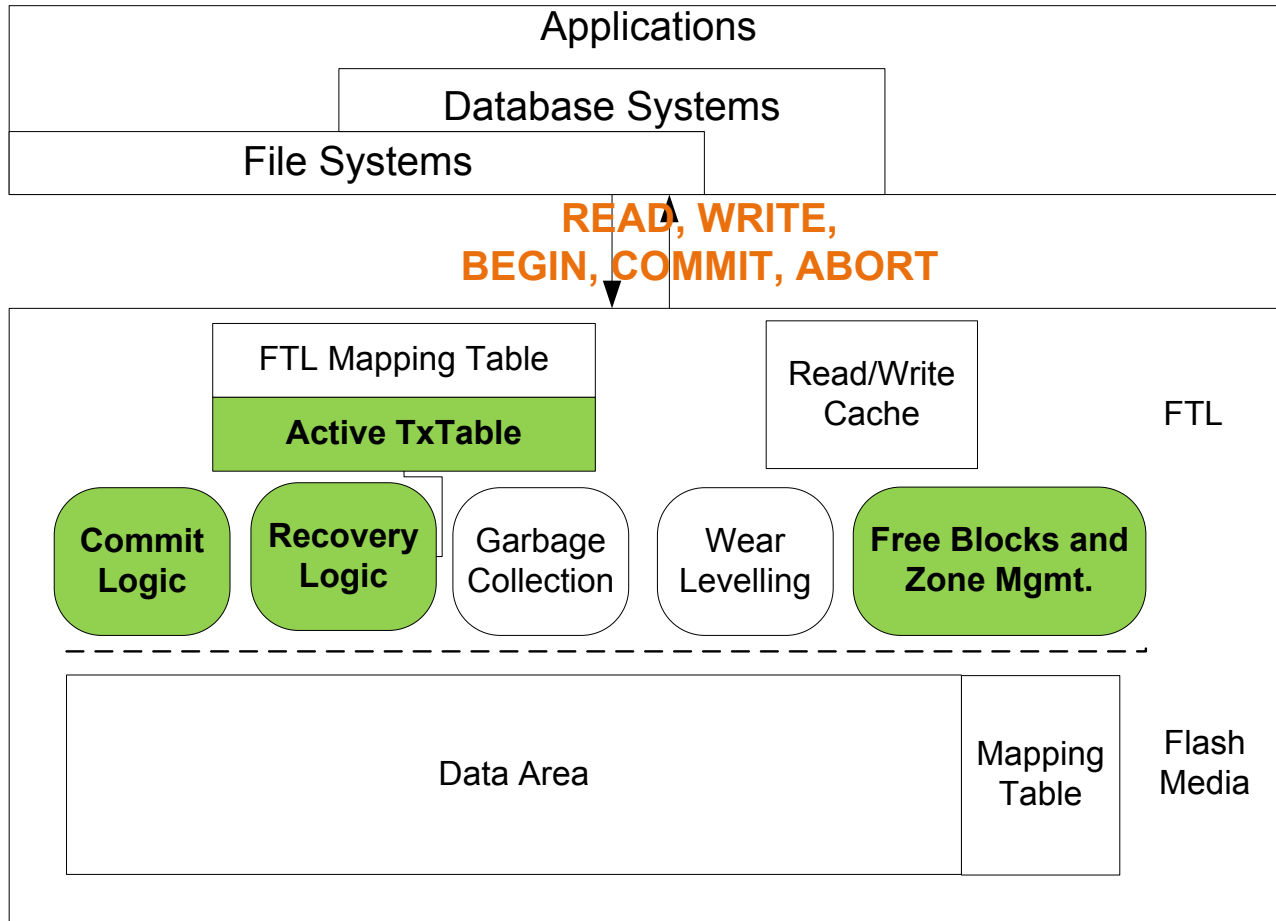 Applications
Database Systems
File Systems
READ, WRITE,
BEGIN, COMMIT, ABORT
FTL Mapping Table
Active TxTable
Read/Write
Cache
FTL
Commit
Logic
Recovery
Logic
Garbage
Collection
Wear
Levelling
Free Blocks and
Zone Mgmt.
Data Area
Mapping
Table
Flash
Media